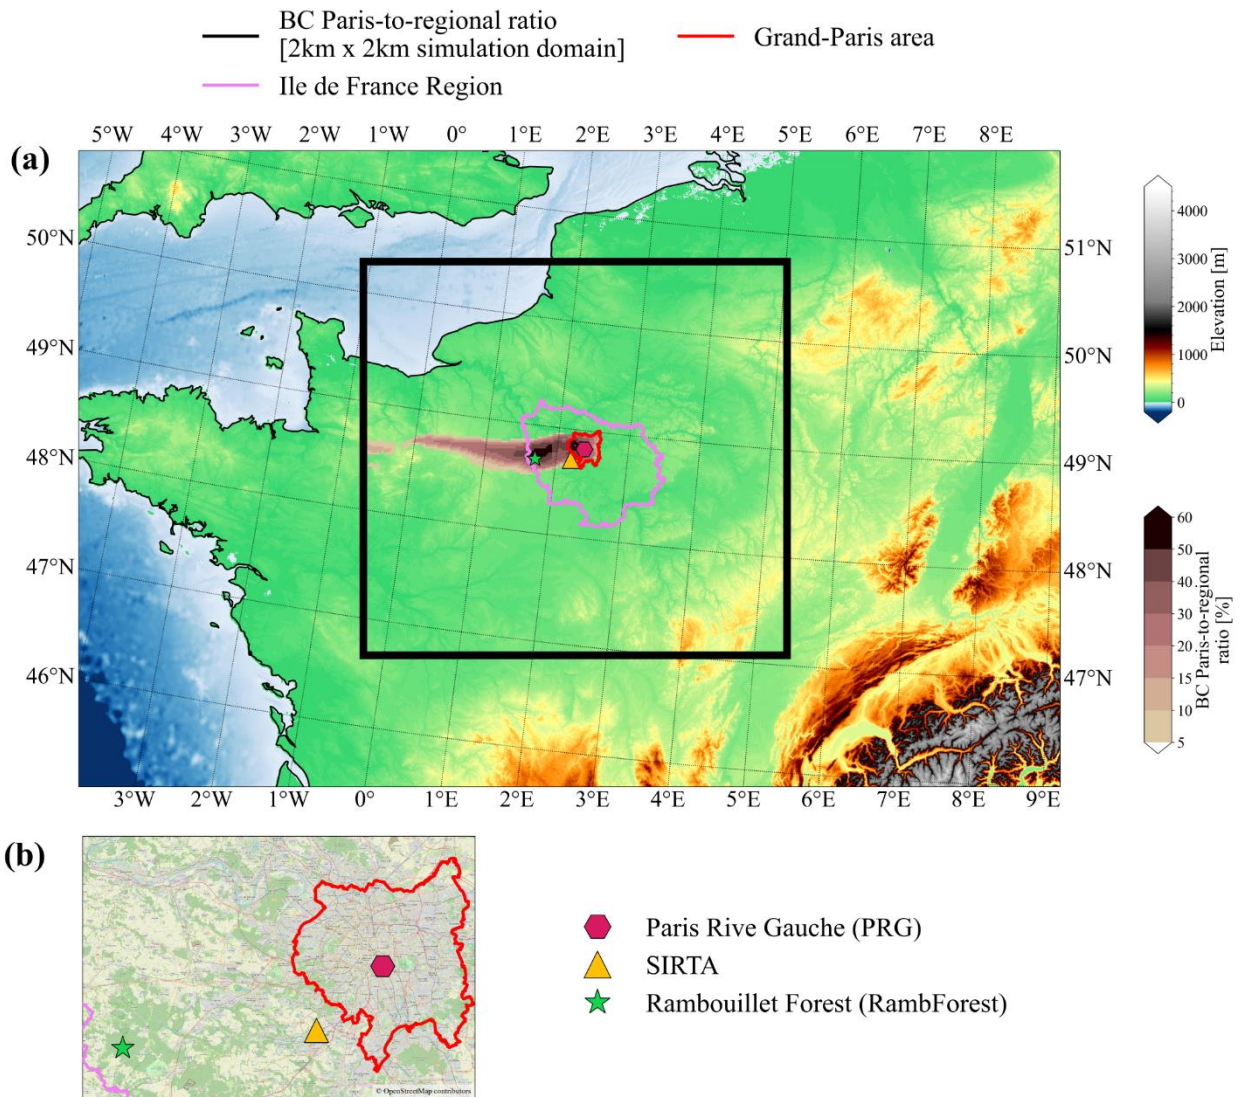 BC Paris-to-regional ratio
[2km x 2km simulation domain]
Grand-Paris area
Ile de France Region
(a)
5°W 4°W 3°W 2°W 1°W 0° 1°E 2°E 3°E 4°E 5°E 6°E 7°E 8°E
50°N
49°N
48°N
47°N
46°N
51°N
50°N
49°N
48°N
47°N
3°W 2°W 1°W 0° 1°E 2°E 3°E 4°E 5°E 6°E 7°E 8°E 9°E
4000
3000
2000
1000
0
Elevation [m]
60
50
40
30
20
15
10
5
BC Paris-to-regional
ratio [%]
(b)
© OpenStreetMap contributors
Paris Rive Gauche (PRG)
SIRTA
Rambouillet Forest (RambForest)